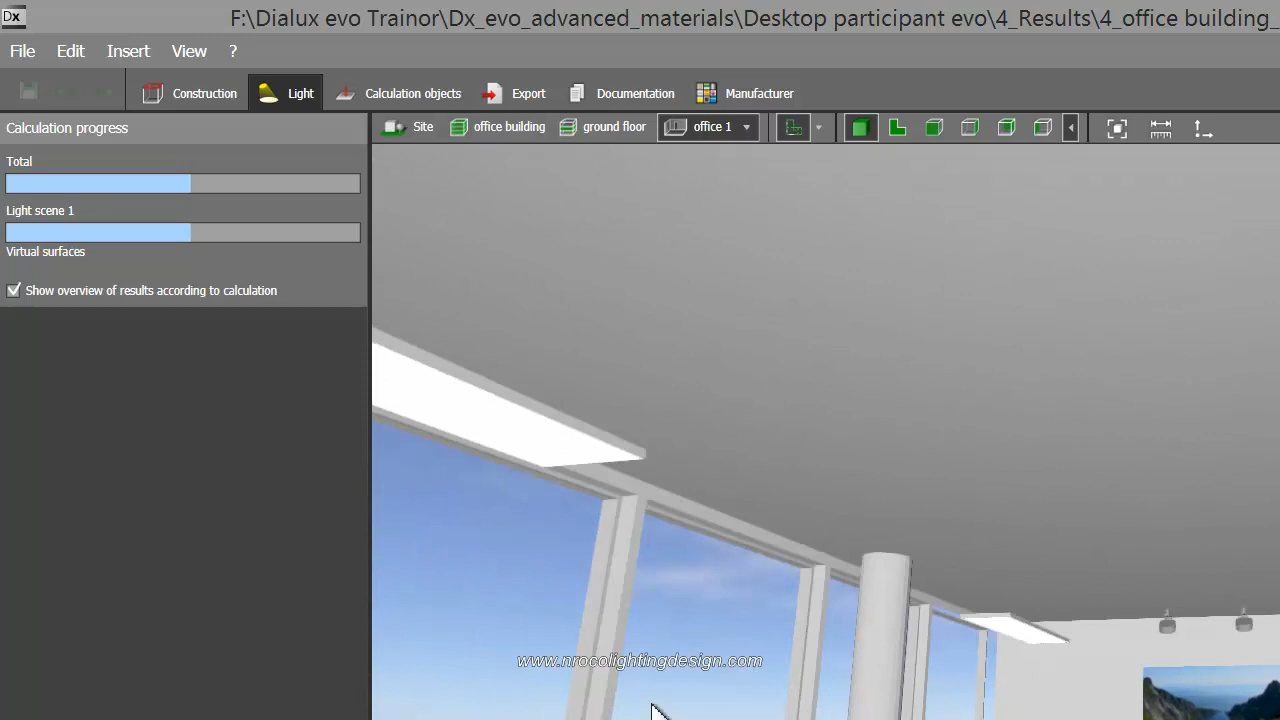 Dx F:\Dialux evo Trainor\Dx_evo_advanced_materials\Desktop participant evo\4_Results\4_office building_
File Edit Insert View ?
Construction Light Calculation objects Export Documentation Manufacturer
Calculation progress
Site office building ground floor office 1
Total
Light scene 1
Virtual surfaces
Show overview of results according to calculation
www.nrocolightingdesign.com